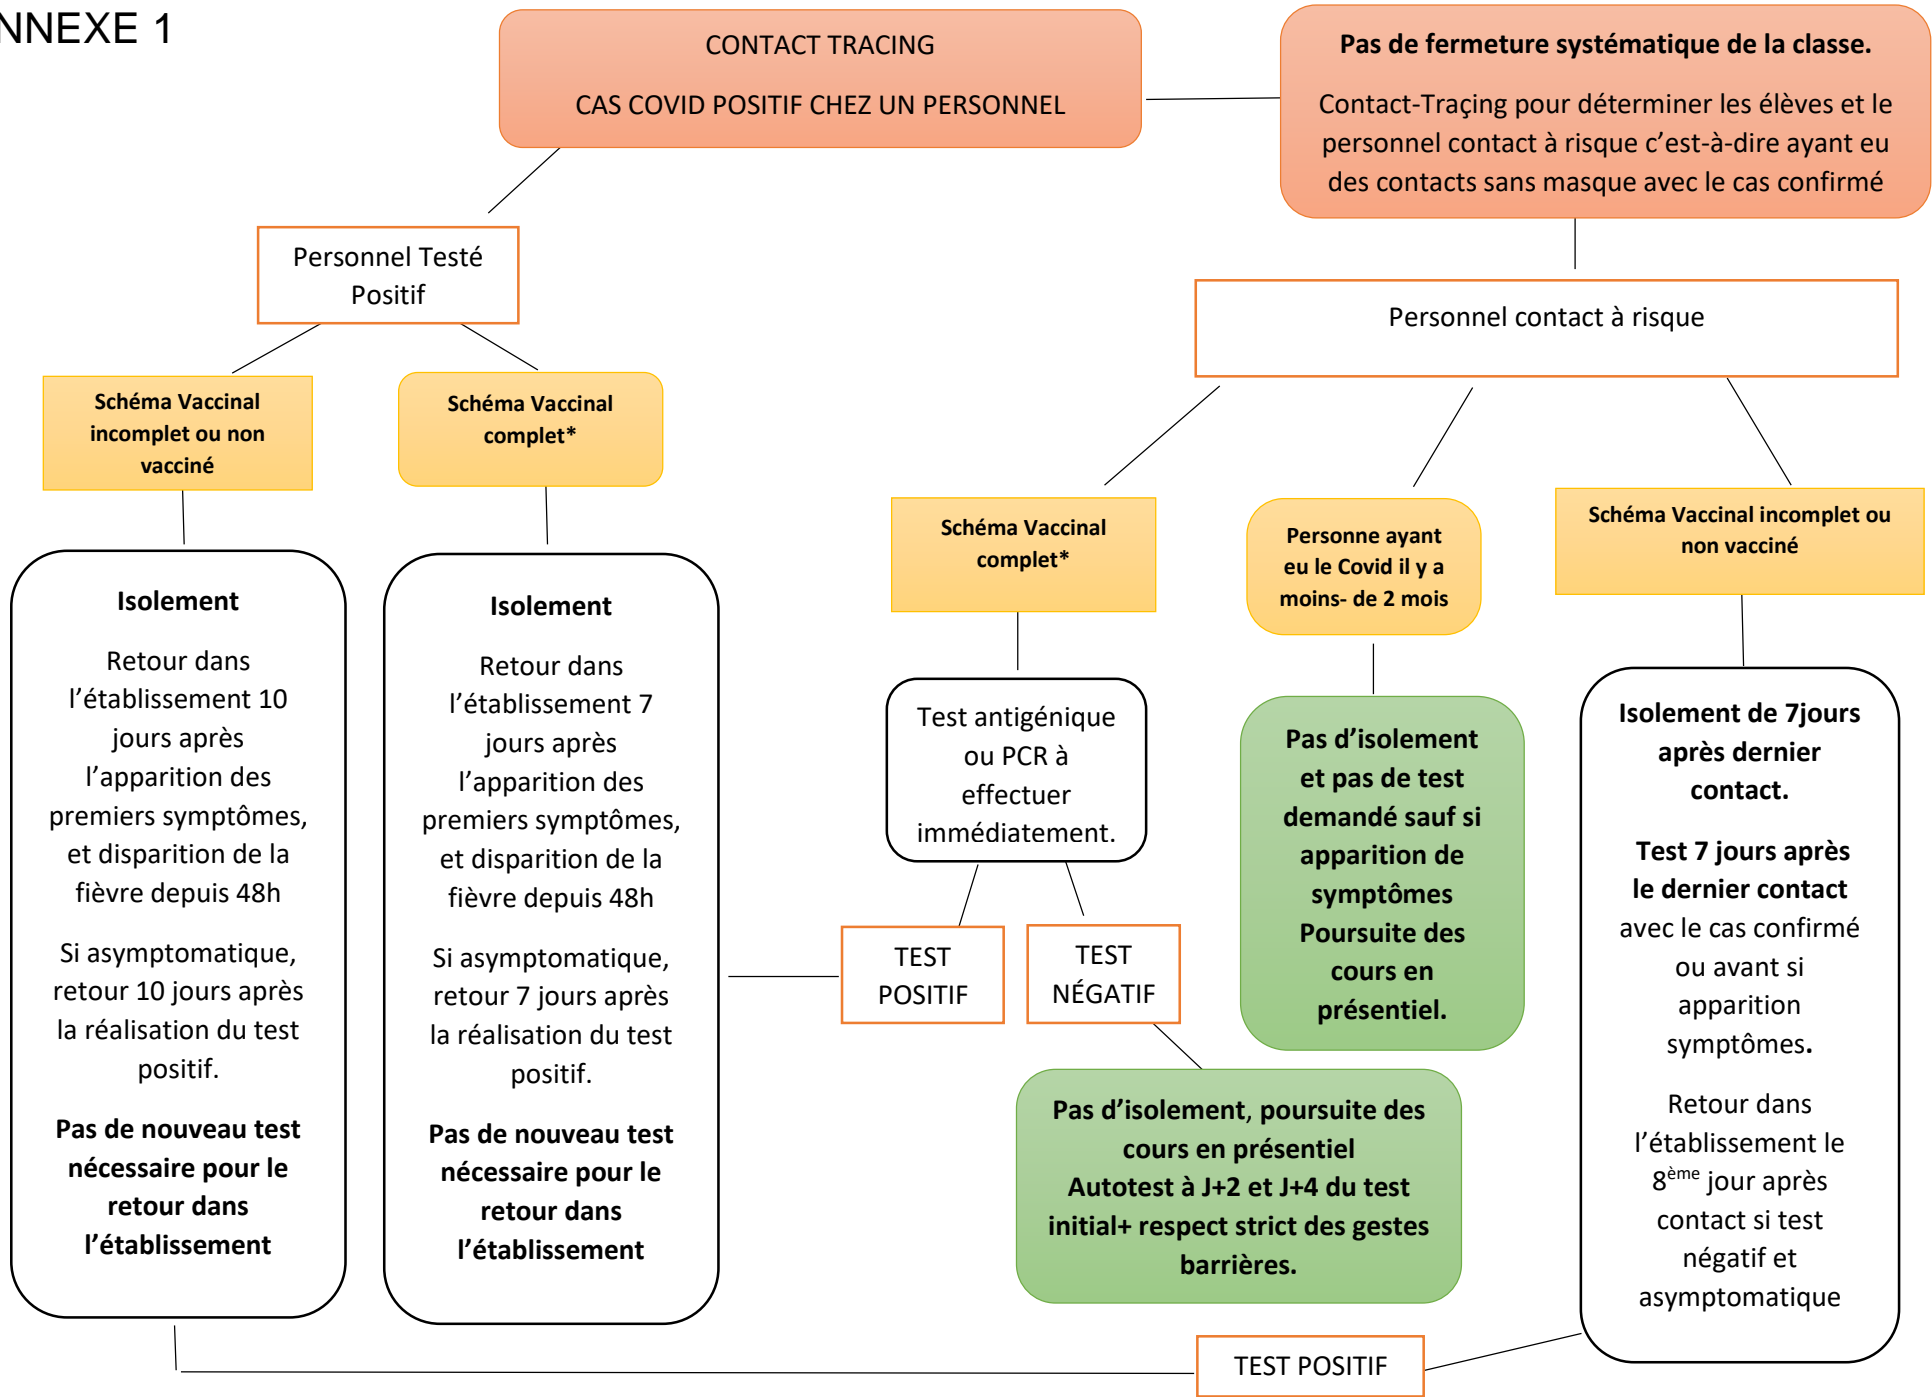 NNEXE 1
CONTACT TRACING
CAS COVID POSITIF CHEZ UN PERSONNEL
Pas de fermeture systématique de la classe.
Contact-Traçing pour déterminer les élèves et le
personnel contact à risque c’est-à-dire ayant eu
des contacts sans masque avec le cas confirmé
Personnel Testé
Positif
Personnel contact à risque
Schéma Vaccinal
incomplet ou non
vacciné
Schéma Vaccinal
complet*
Isolement
Retour dans
l’établissement 10
jours après
l’apparition des
premiers symptômes,
et disparition de la
fièvre depuis 48h
Si asymptomatique,
retour 10 jours après
la réalisation du test
positif.
Pas de nouveau test
nécessaire pour le
retour dans
l’établissement
Isolement
Retour dans
l’établissement 7
jours après
l’apparition des
premiers symptômes,
et disparition de la
fièvre depuis 48h
Si asymptomatique,
retour 7 jours après
la réalisation du test
positif.
Pas de nouveau test
nécessaire pour le
retour dans
l’établissement
Schéma Vaccinal
complet*
Personne ayant
eu le Covid il y a
moins- de 2 mois
Schéma Vaccinal incomplet ou
non vacciné
Test antigénique
ou PCR à
effectuer
immédiatement.
TEST
POSITIF
TEST
NÉGATIF
Pas d’isolement, poursuite des
cours en présentiel
Autotest à J+2 et J+4 du test
initial+ respect strict des gestes
barrières.
Pas d’isolement
et pas de test
demandé sauf si
apparition de
symptômes
Poursuite des
cours en
présentiel.
Isolement de 7jours
après dernier
contact.
Test 7 jours après
le dernier contact
avec le cas confirmé
ou avant si
apparition
symptômes.
Retour dans
l’établissement le
8ème jour après
contact si test
négatif et
asymptomatique
TEST POSITIF